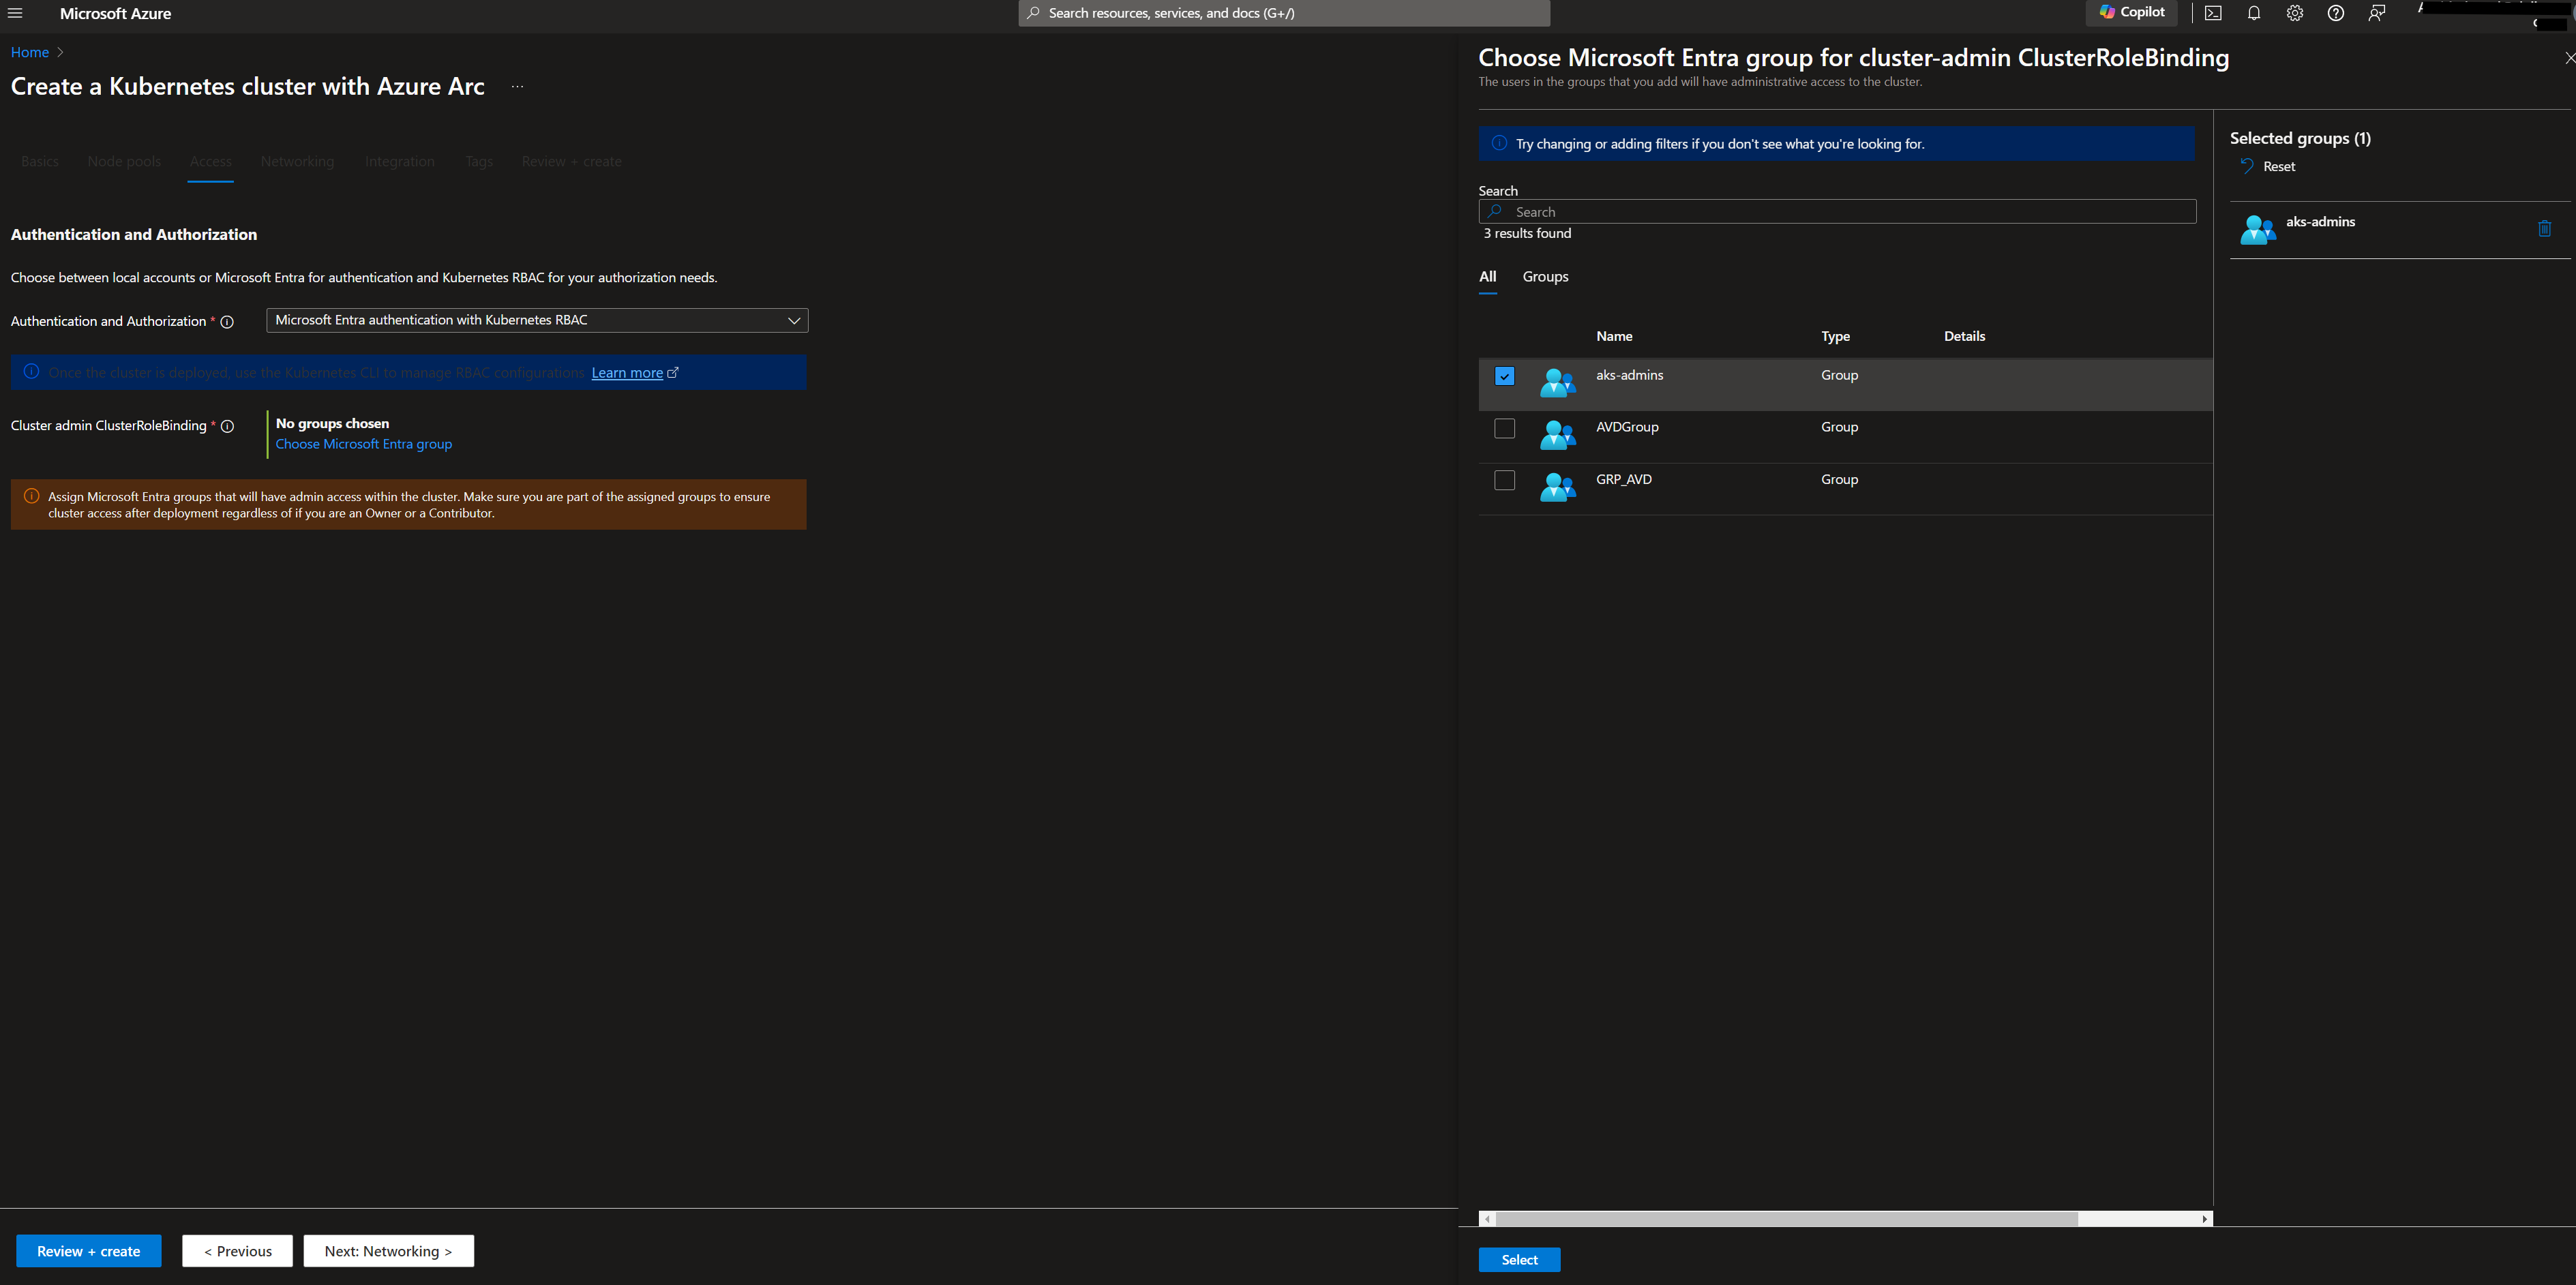 Microsoft Azure
Search resources, services, and docs (G+/)
Copilot
Home
Create a Kubernetes cluster with Azure Arc
...
Basics
Node pools
Access
Networking
Integration
Tags
Review + create
Authentication and Authorization
Choose between local accounts or Microsoft Entra for authentication and Kubernetes RBAC for your authorization needs.
Authentication and Authorization *
Microsoft Entra authentication with Kubernetes RBAC
Once the cluster is deployed, use the Kubernetes CLI to manage RBAC configurations. Learn more
Cluster admin ClusterRoleBinding *
No groups chosen
Choose Microsoft Entra group
Assign Microsoft Entra groups that will have admin access within the cluster. Make sure you are part of the assigned groups to ensure
cluster access after deployment regardless of if you are an Owner or a Contributor.
Review + create
< Previous
Next: Networking >
Choose Microsoft Entra group for cluster-admin ClusterRoleBinding
The users in the groups that you add will have administrative access to the cluster.
Try changing or adding filters if you don't see what you're looking for.
Search
Search
3 results found
All
Groups
Name
Type
Details
aks-admins
Group
AVDGroup
Group
GRP_AVD
Group
Select
Selected groups (1)
Reset
aks-admins